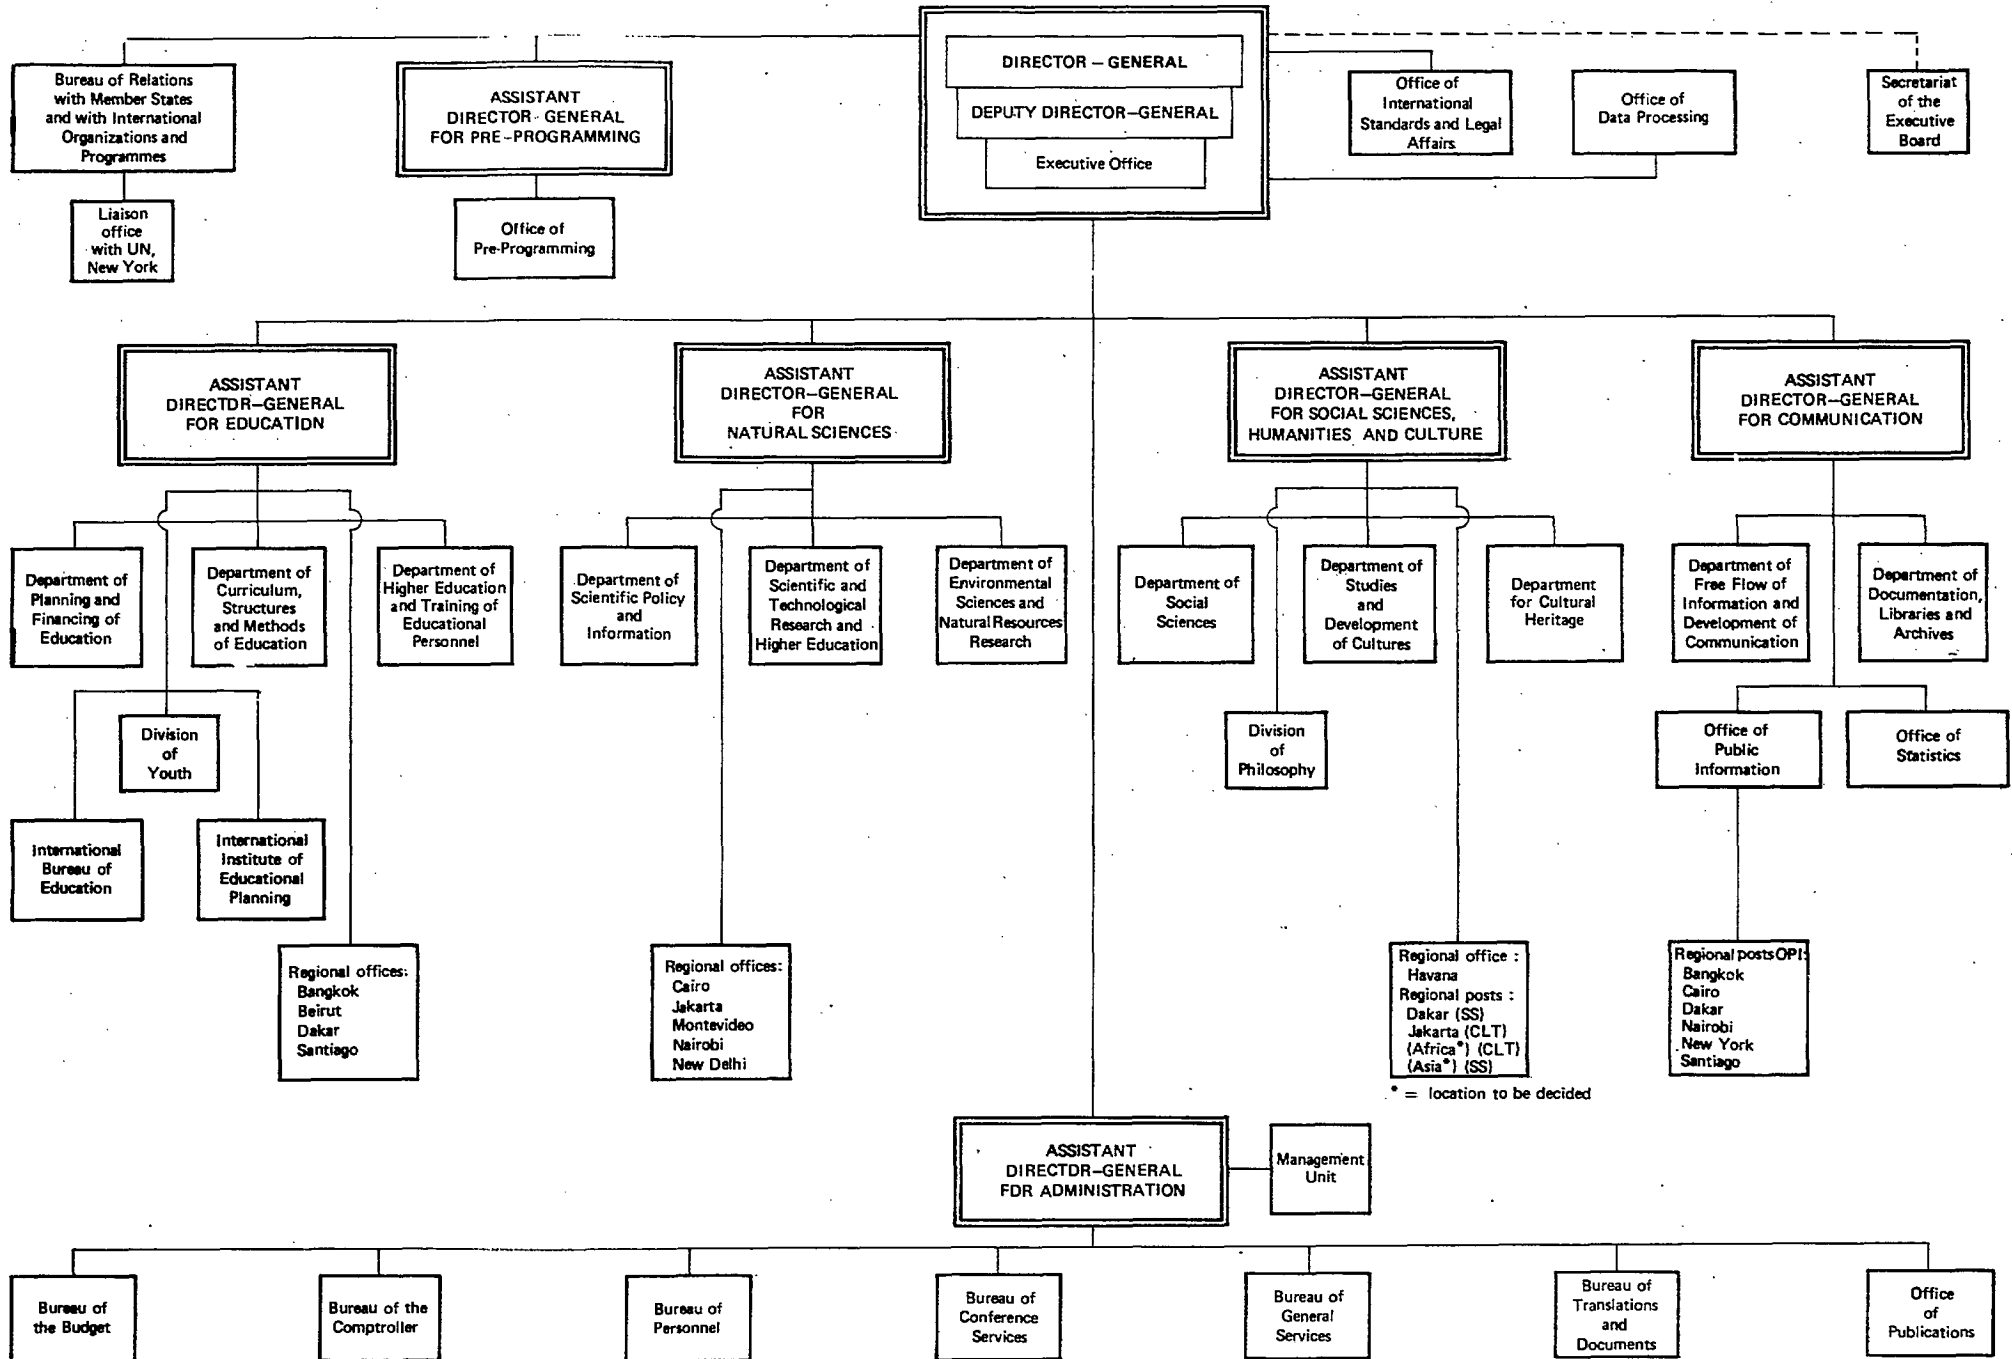 DIRECTOR – GENERAL
DEPUTY DIRECTOR–GENERAL
Executive Office
Bureau of Relations
with Member States
and with International
Organizations and
Programmes
Liaison
office
with UN,
New York
ASSISTANT
DIRECTOR - GENERAL
FOR PRE-PROGRAMMING
Office of
Pre-Programming
Office of
International
Standards and Legal
Affairs
Office of
Data Processing
Secretariat
of the
Executive
Board
ASSISTANT
DIRECTOR–GENERAL
FOR EDUCATION
ASSISTANT
DIRECTOR–GENERAL
FOR
NATURAL SCIENCES
ASSISTANT
DIRECTOR–GENERAL
FOR SOCIAL SCIENCES,
HUMANITIES AND CULTURE
ASSISTANT
DIRECTOR–GENERAL
FOR COMMUNICATION
Department of
Planning and
Financing of
Education
Department of
Curriculum,
Structures
and Methods
of Education
Department of
Higher Education
and Training of
Educational
Personnel
Department of
Scientific Policy
and
Information
Department of
Scientific and
Technological
Research and
Higher Education
Department of
Environmental
Sciences and
Natural Resources
Research
Department of
Social
Sciences
Department of
Studies
and
Development
of Cultures
Department
for Cultural
Heritage
Department of
Free Flow of
Information and
Development of
Communication
Department of
Documentation,
Libraries and
Archives
Division
of
Youth
Division
of
Philosophy
Office of
Public
Information
Office of
Statistics
International
Bureau of
Education
International
Institute of
Educational
Planning
Regional offices:
Bangkok
Beirut
Dakar
Santiago
Regional offices:
Cairo
Jakarta
Montevideo
Nairobi
New Delhi
Regional office :
Havana
Regional posts :
Dakar (SS)
Jakarta (CLT)
(Africa*) (CLT)
(Asia*) (SS)
* = location to be decided
Regional posts OPI:
Bangkok
Cairo
Dakar
Nairobi
New York
Santiago
ASSISTANT
DIRECTOR–GENERAL
FOR ADMINISTRATION
Management
Unit
Bureau of
the Budget
Bureau of the
Comptroller
Bureau of
Personnel
Bureau of
Conference
Services
Bureau of
General
Services
Bureau of
Translations
and
Documents
Office
of
Publications